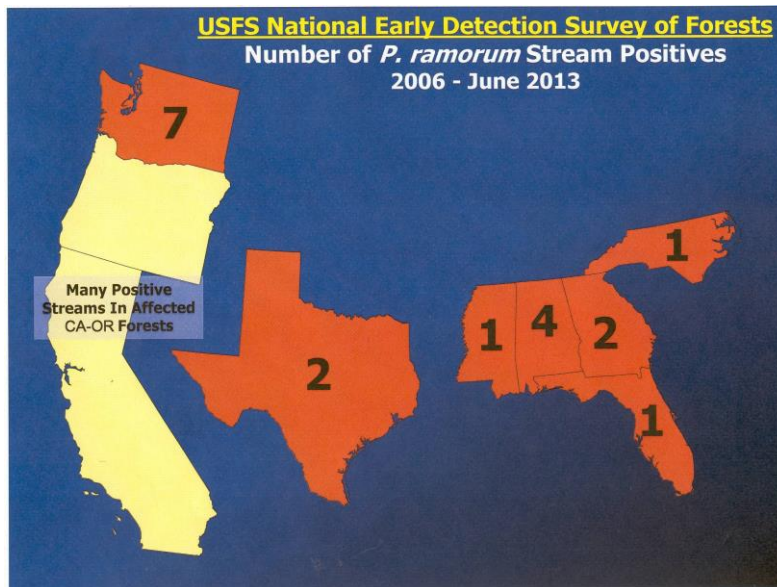 USFS National Early Detection Survey of Forests
Number of P. ramorum Stream Positives
2006 - June 2013
7
Many Positive
Streams In Affected
CA-OR Forests
2
1
4
2
1
1